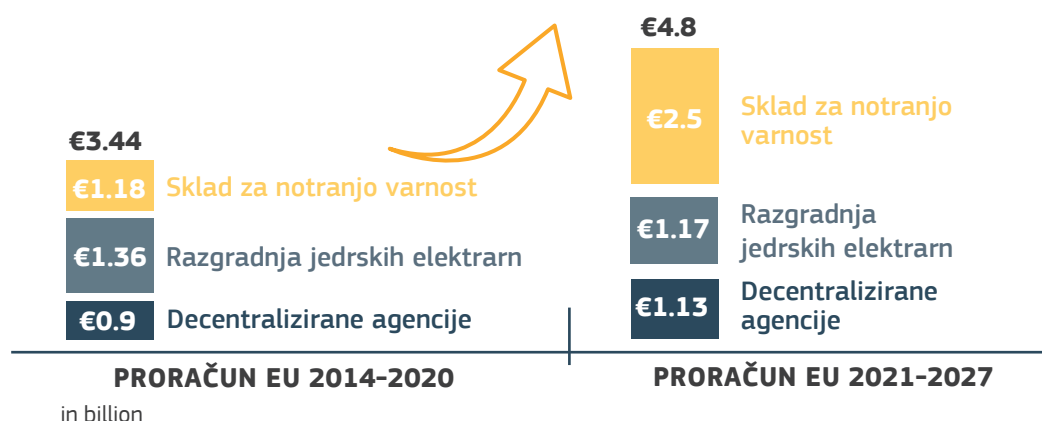 €3.44
€1.18 Sklad za notranjo varnost
€1.36 Razgradnja jedrskih elektrarn
€0.9 Decentralizirane agencije
PRORAČUN EU 2014–2020
in billion
€4.8
€2.5
Sklad za notranjo
varnost
€1.17
Razgradnja
jedrskih elektrarn
€1.13
Decentralizirane
agencije
PRORAČUN EU 2021–2027